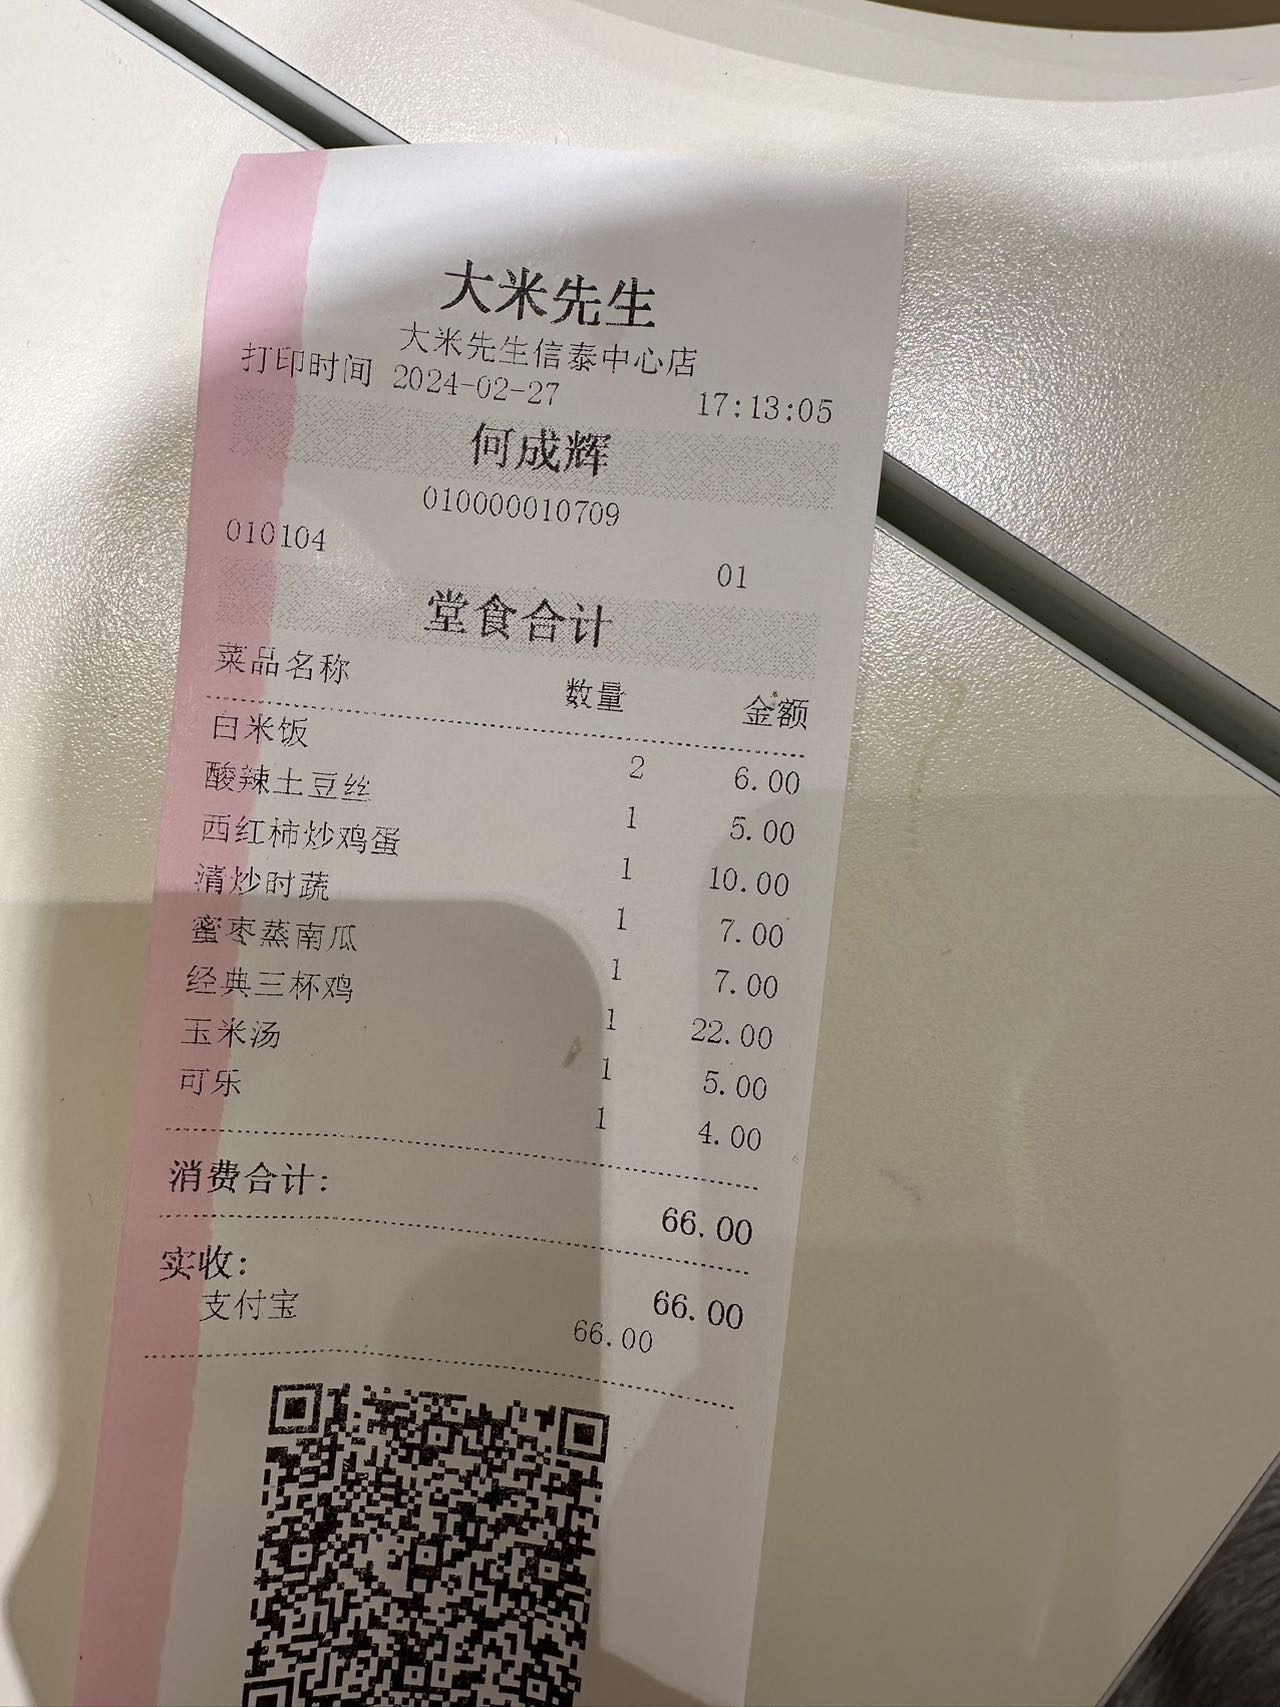 大米先生
大米先生信泰中心店
打印时间 2024-02-27 17:13:05
何成辉
010000010709
010104 01
堂食合计
菜品名称 数量 金额
白米饭 2 6.00
酸辣土豆丝 1 5.00
西红柿炒鸡蛋 1 10.00
清炒时蔬 1 7.00
蜜枣蒸南瓜 1 7.00
经典三杯鸡 1 22.00
玉米汤 1 5.00
可乐 1 4.00
消费合计: 66.00
实收: 66.00
支付宝 66.00